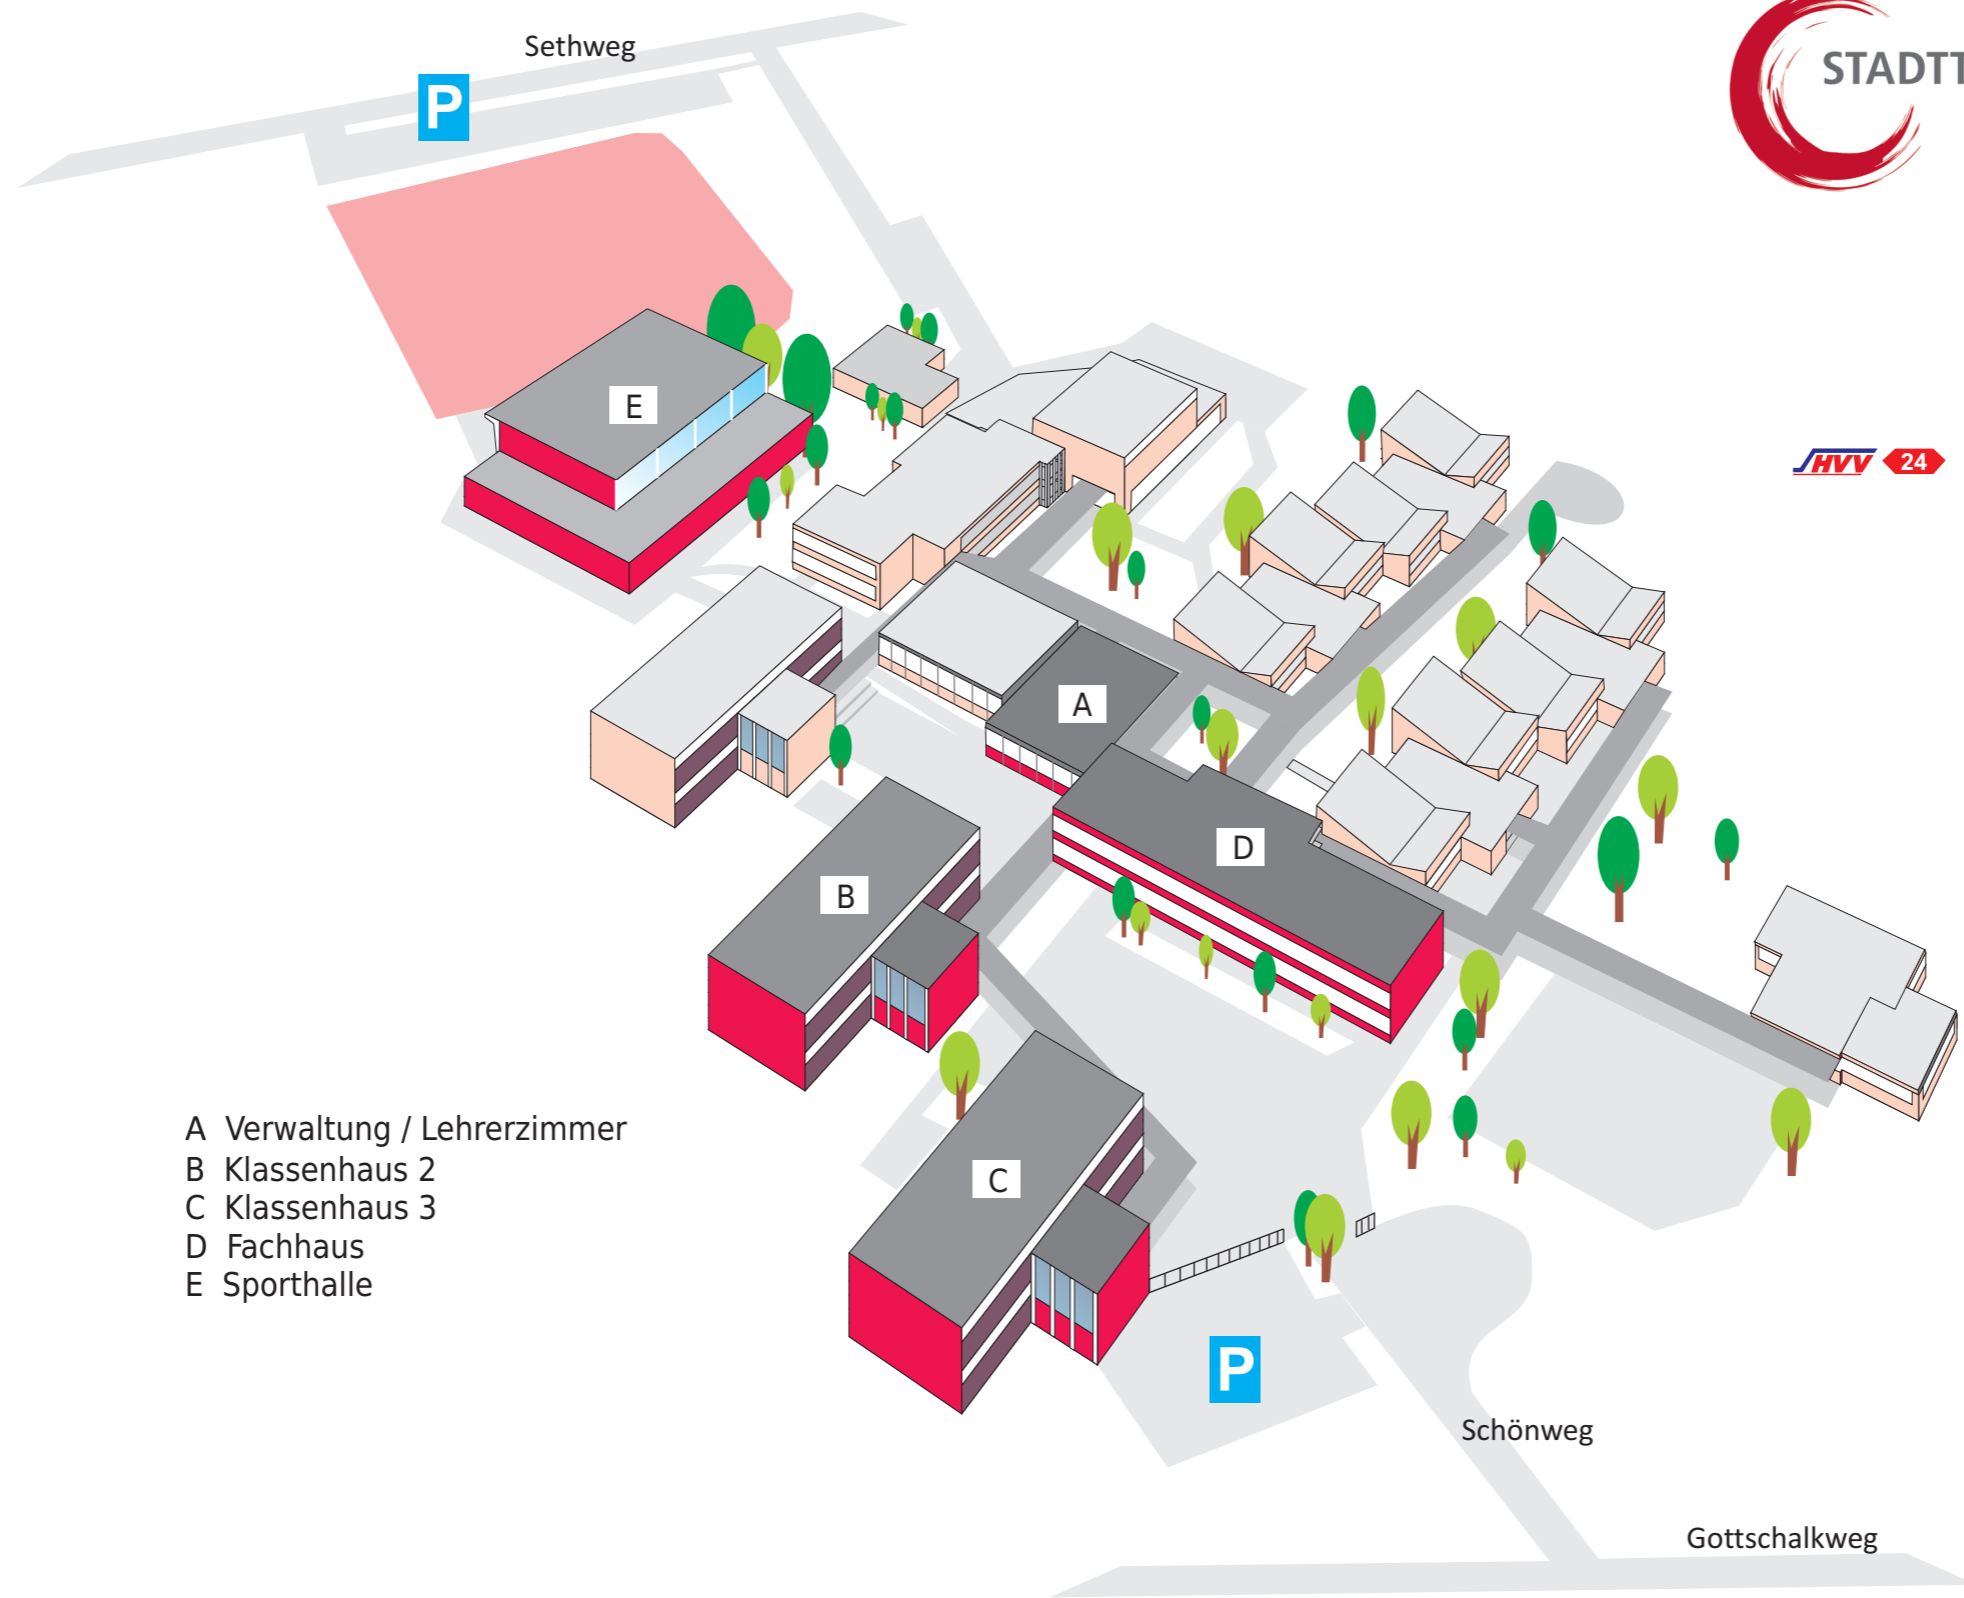 Sethweg
P
STADTT
E
HVV 24
A
D
B
A Verwaltung / Lehrerzimmer
B Klassenhaus 2
C Klassenhaus 3
D Fachhaus
E Sporthalle
C
P
Schönweg
Gottschalkweg